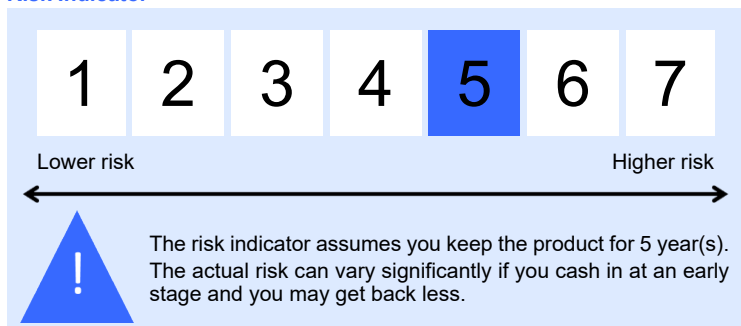 Risk Indicator
1 2 3 4 5 6 7
Lower risk Higher risk
!
The risk indicator assumes you keep the product for 5 year(s).
The actual risk can vary significantly if you cash in at an early
stage and you may get back less.